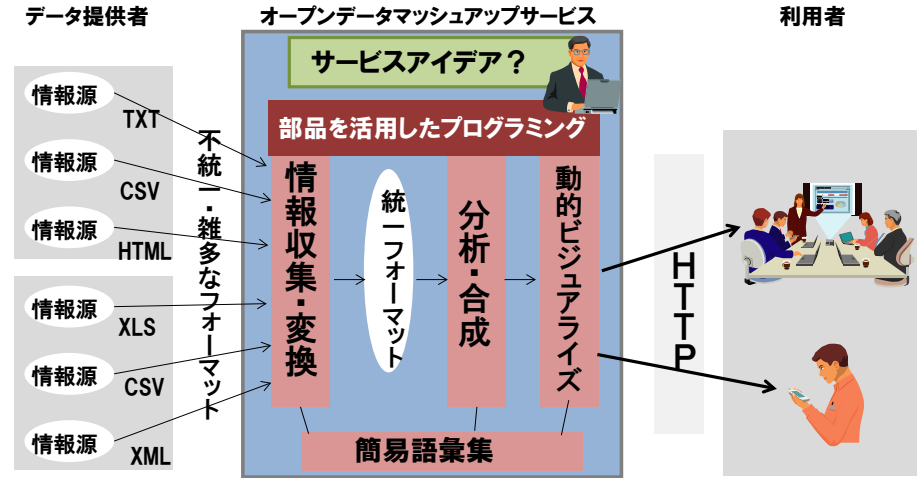 データ提供者
オープンデータマッシュアップサービス
利用者
情報源
TXT
情報源
CSV
情報源
HTML
情報源
XLS
情報源
CSV
情報源
XML
不統一・雑多なフォーマット
サービスアイデア？
部品を活用したプログラミング
情報収集・変換
統一フォーマット
分析・合成
動的ビジュアライズ
簡易語彙集
HTTP